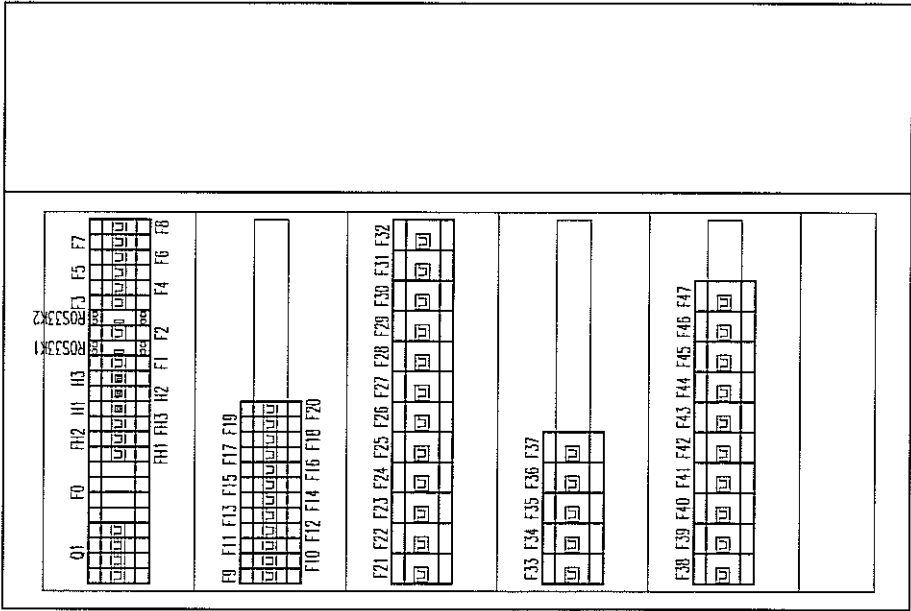 Q1 F0 FH2 H1 H3 ROS33K1 ROS33K2 F3 F5 F7
FH1 FH3 H2 F1 F2 F4 F6 F8
F9 F11 F13 F15 F17 F19
F10 F12 F14 F16 F18 F20
F21 F22 F23 F24 F25 F26 F27 F28 F29 F30 F31 F32
F33 F34 F35 F36 F37
F38 F39 F40 F41 F42 F43 F44 F45 F46 F47